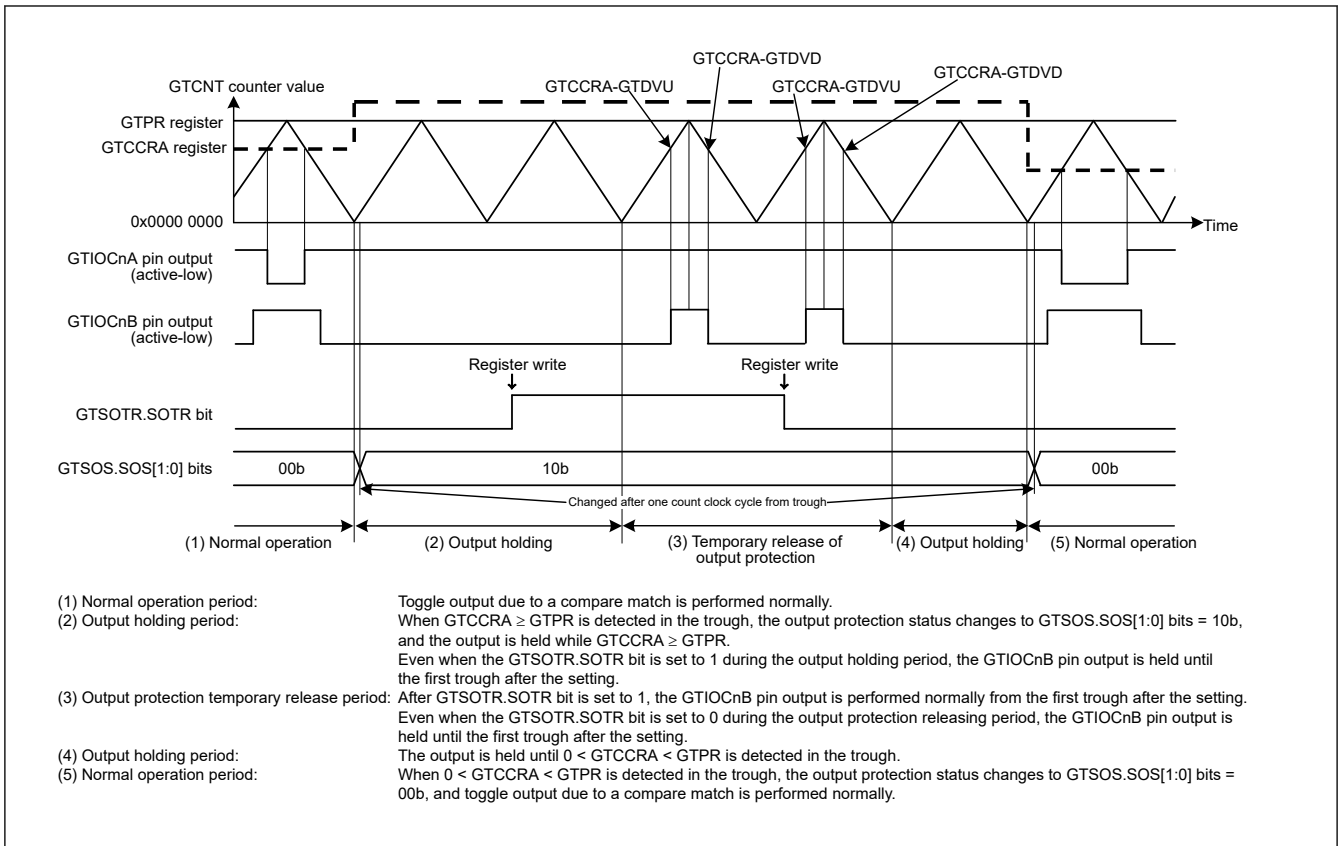 GTCCRA-GTDVD
GTCCRA-GTDVU
GTCCRA-GTDVU
GTCCRA-GTDVD
GTCNT counter value
GTPR register
GTCCRA register
0x0000 0000
Time
GTIOCnA pin output
(active-low)
GTIOCnB pin output
(active-low)
Register write
Register write
GTSOTR.SOTR bit
GTSOS.SOS[1:0] bits
00b
10b
00b
Changed after one count clock cycle from trough
(1) Normal operation
(2) Output holding
(3) Temporary release of
output protection
(4) Output holding
(5) Normal operation
(1) Normal operation period: Toggle output due to a compare match is performed normally.
(2) Output holding period: When GTCCRA ≥ GTPR is detected in the trough, the output protection status changes to GTSOS.SOS[1:0] bits = 10b,
and the output is held while GTCCRA ≥ GTPR.
Even when the GTSOTR.SOTR bit is set to 1 during the output holding period, the GTIOCnB pin output is held until
the first trough after the setting.
(3) Output protection temporary release period: After GTSOTR.SOTR bit is set to 1, the GTIOCnB pin output is performed normally from the first trough after the setting.
Even when the GTSOTR.SOTR bit is set to 0 during the output protection releasing period, the GTIOCnB pin output is
held until the first trough after the setting.
(4) Output holding period: The output is held until 0 < GTCCRA < GTPR is detected in the trough.
(5) Normal operation period: When 0 < GTCCRA < GTPR is detected in the trough, the output protection status changes to GTSOS.SOS[1:0] bits =
00b, and toggle output due to a compare match is performed normally.